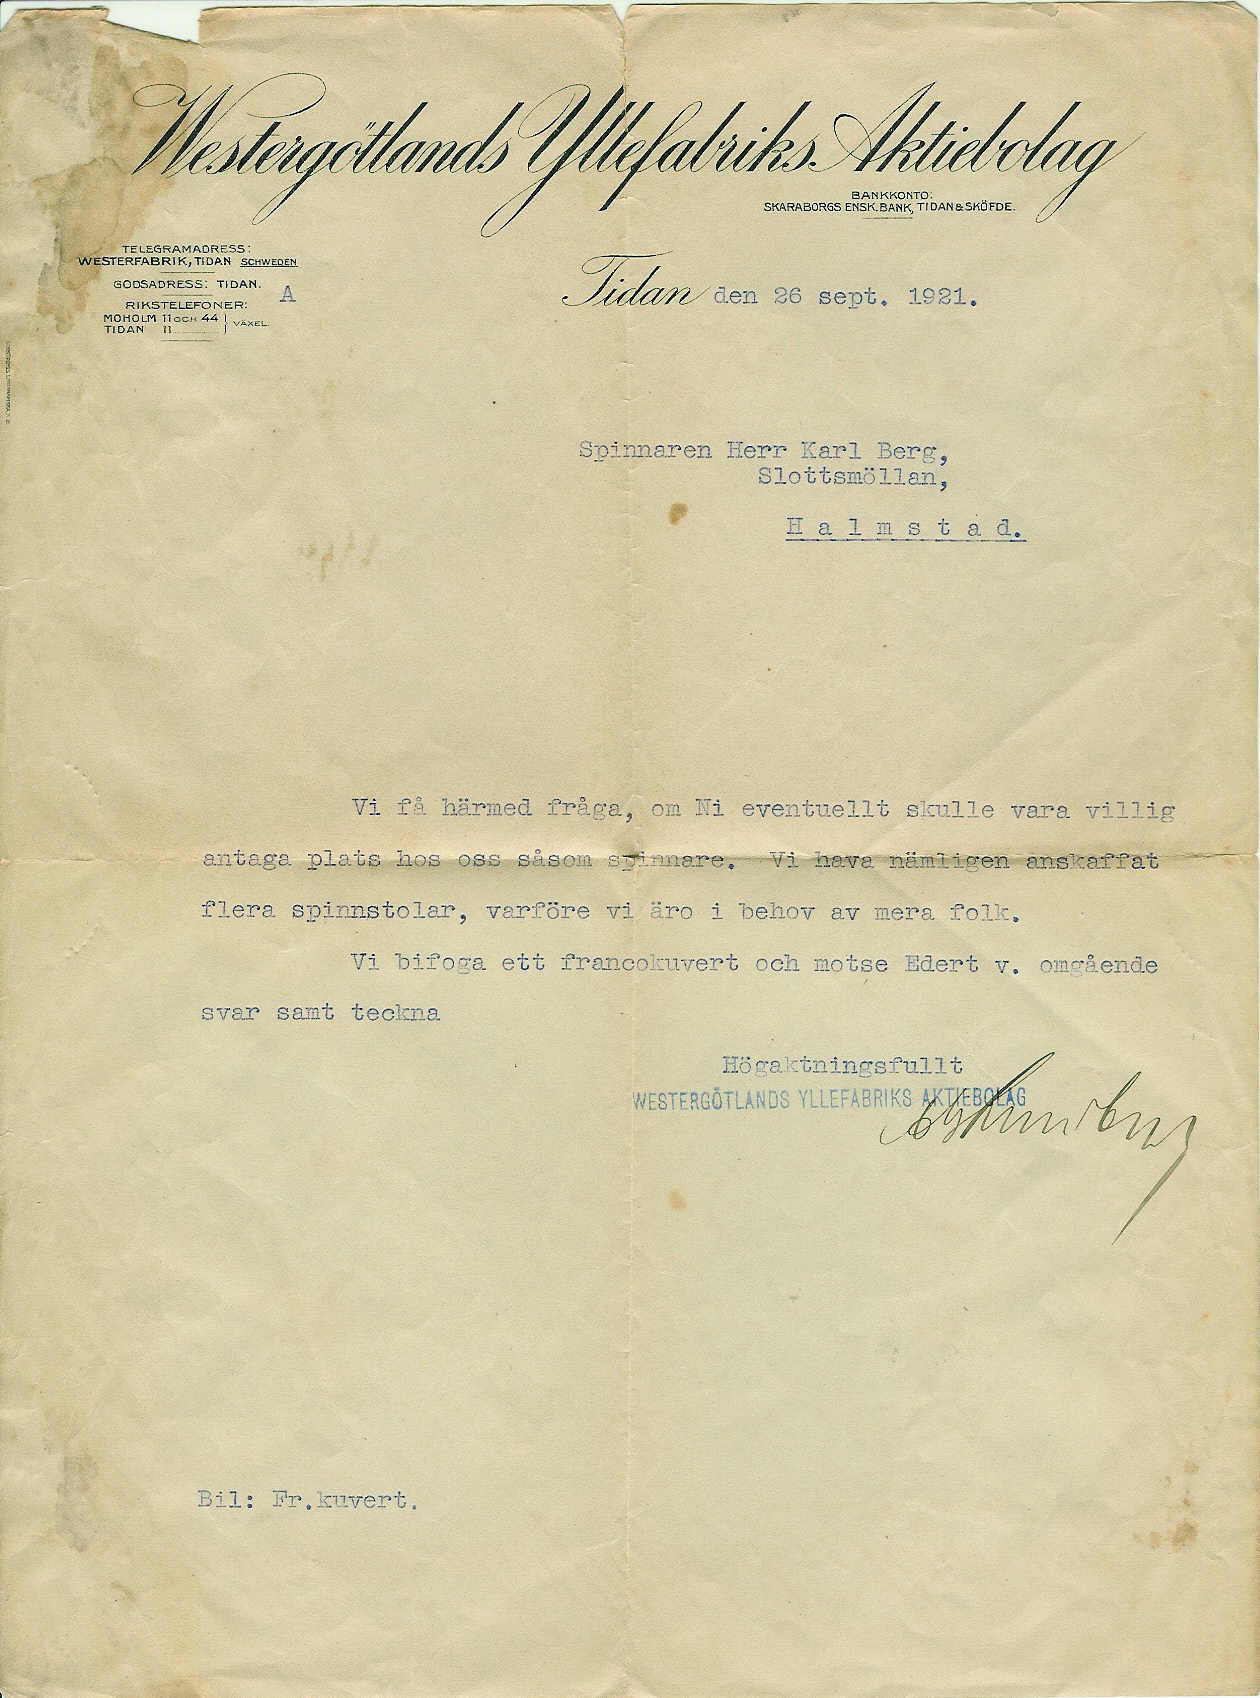 Westergötlands Yllefabriks Aktiebolag
BANKKONTO:
SKARABORGS ENSK. BANK, TIDAN & SKÖFDE.
TELEGRAMADRESS:
WESTERFABRIK, TIDAN SCHWEDEN
GODSADRESS: TIDAN.
A
RIKSTELEFONER:
MOHOLM 11 OCH 44
TIDAN 11
VÄXEL.
Tidan den 26 sept. 1921.
Spinnaren Herr Karl Berg,
Slottsmöllan,
H a l m s t a d.
Vi få härmed fråga, om Ni eventuellt skulle vara villig
antaga plats hos oss såsom spinnare. Vi hava nämligen anskaffat
flera spinnstolar, varföre vi äro i behov av mera folk.
Vi bifoga ett francokuvert och motse Edert v. omgående
svar samt teckna
Högaktningsfullt
WESTERGÖTLANDS YLLEFABRIKS AKTIEBOLAG
Bil: Fr.kuvert.